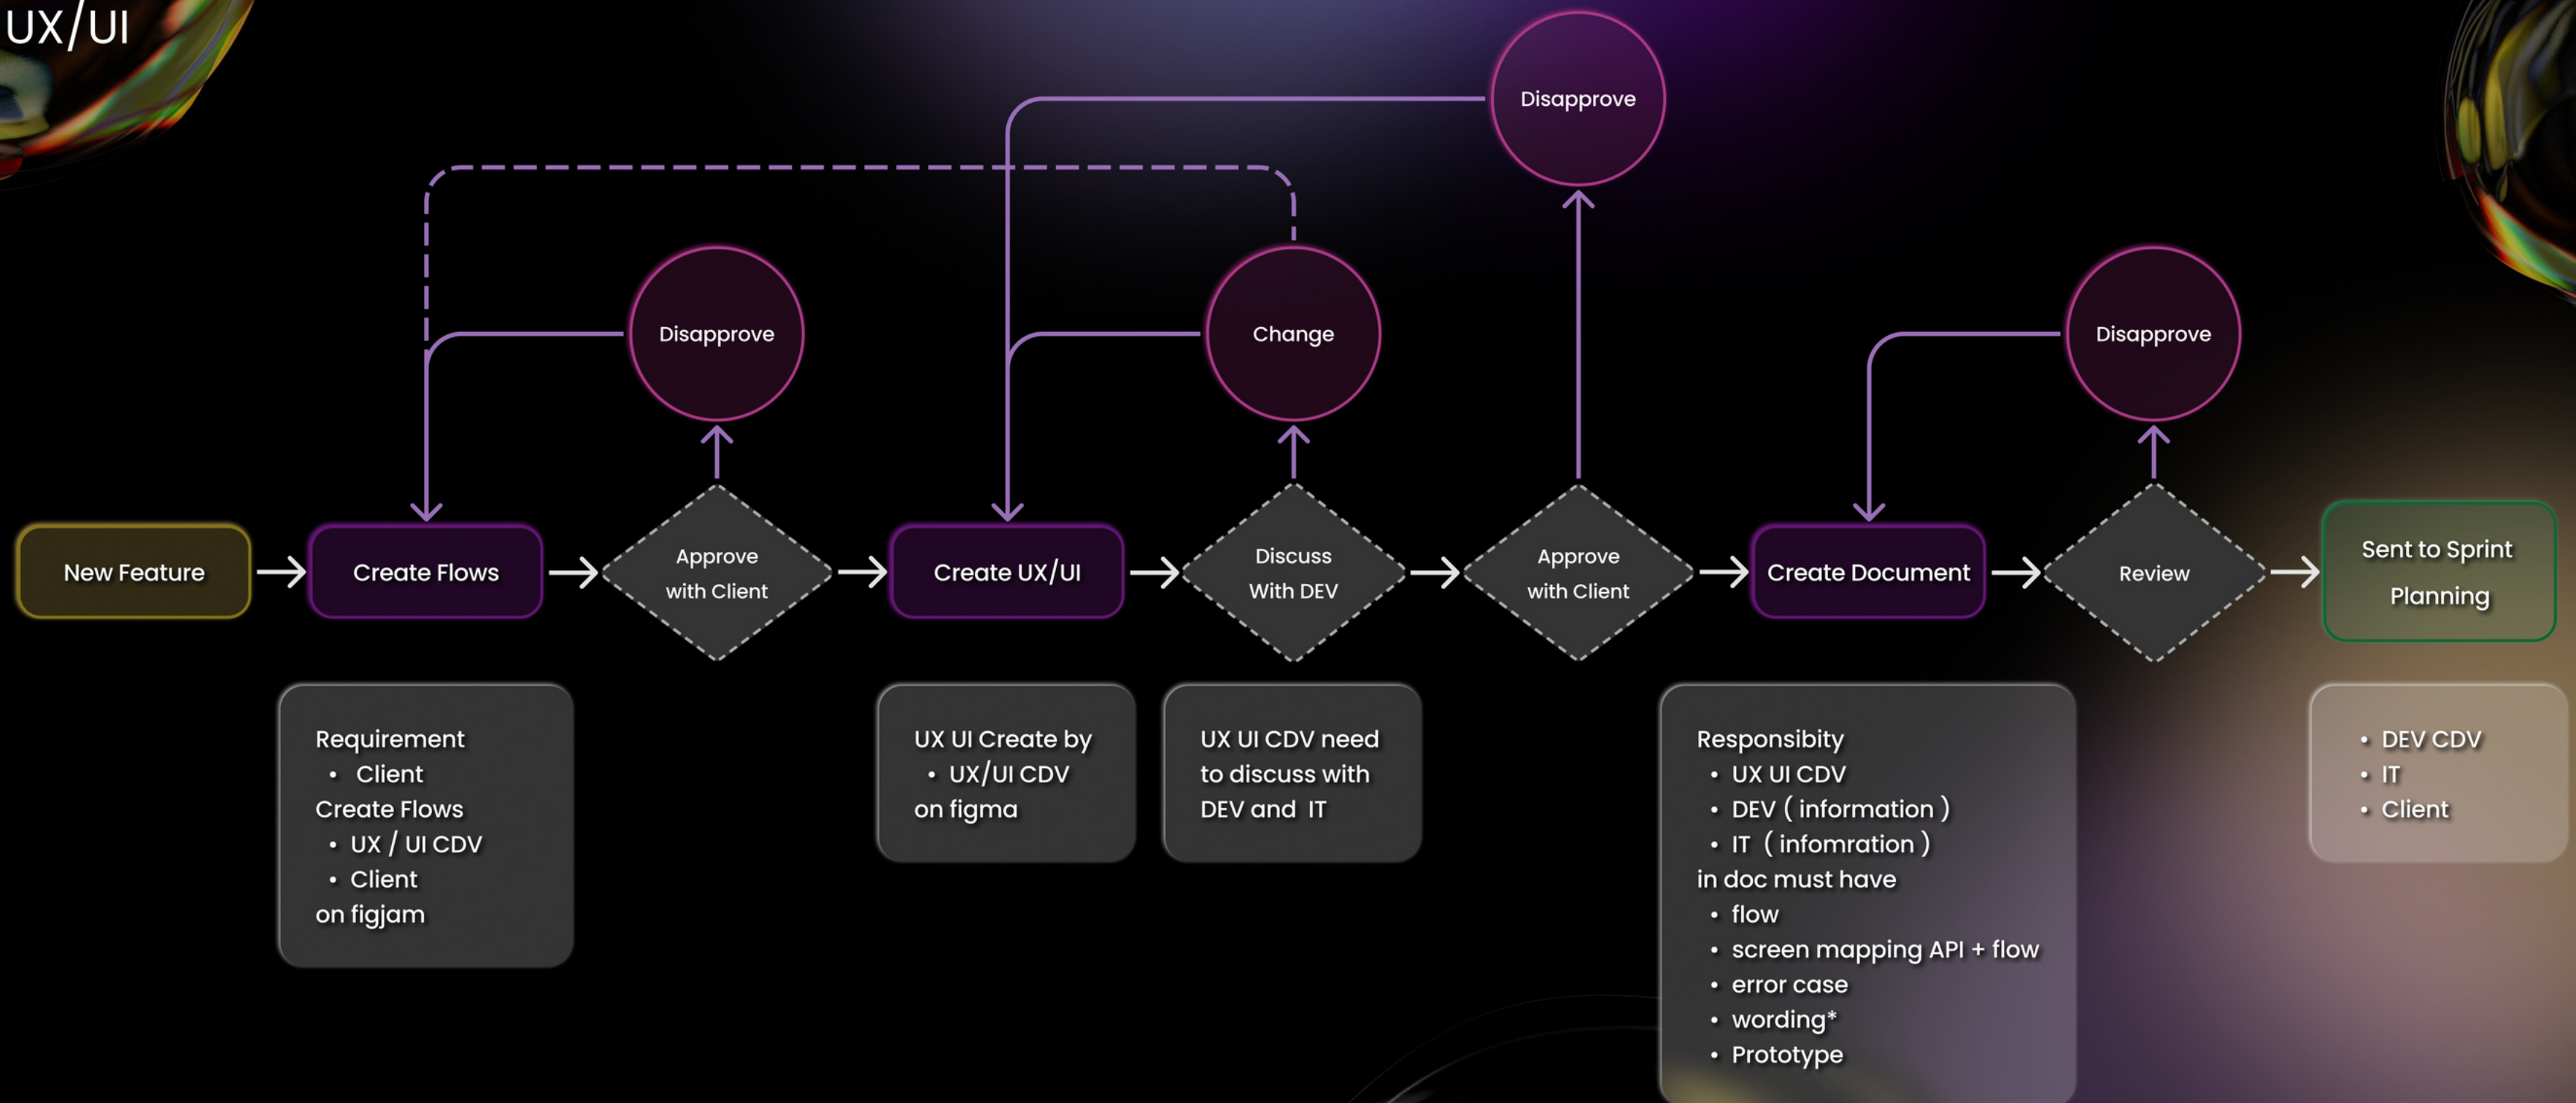 UX/UI
Disapprove
Disapprove
Change
Disapprove
New Feature
Create Flows
Approve
with Client
Create UX/UI
Discuss
With DEV
Approve
with Client
Create Document
Review
Sent to Sprint
Planning
Requirement
• Client
Create Flows
• UX / UI CDV
• Client
on figjam
UX UI Create by
• UX/UI CDV
on figma
UX UI CDV need
to discuss with
DEV and IT
Responsibity
• UX UI CDV
• DEV ( information )
• IT ( infomration )
in doc must have
• flow
• screen mapping API + flow
• error case
• wording*
• Prototype
• DEV CDV
• IT
• Client